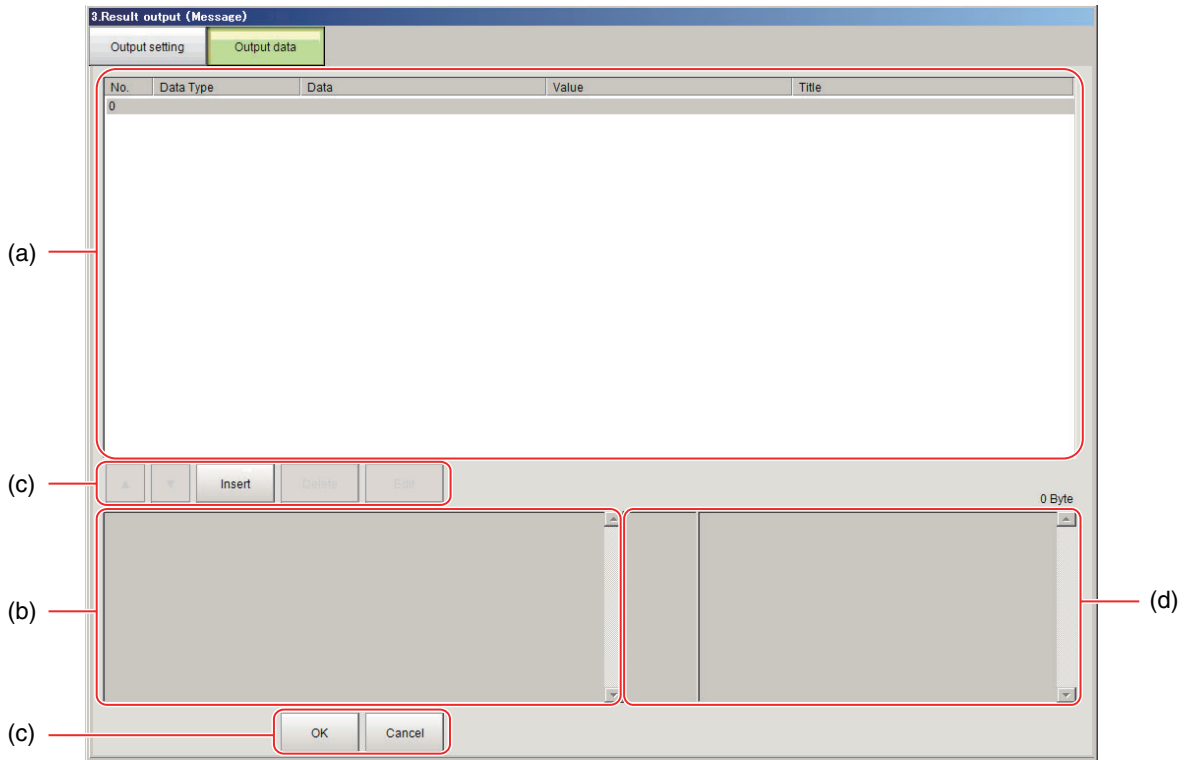 3.Result output (Message)
Output setting Output data
No. Data Type Data Value Title
0
(a)
(c) ▲ ▼ Insert Delete Edit
0 Byte
(b)
(d)
(c) OK Cancel